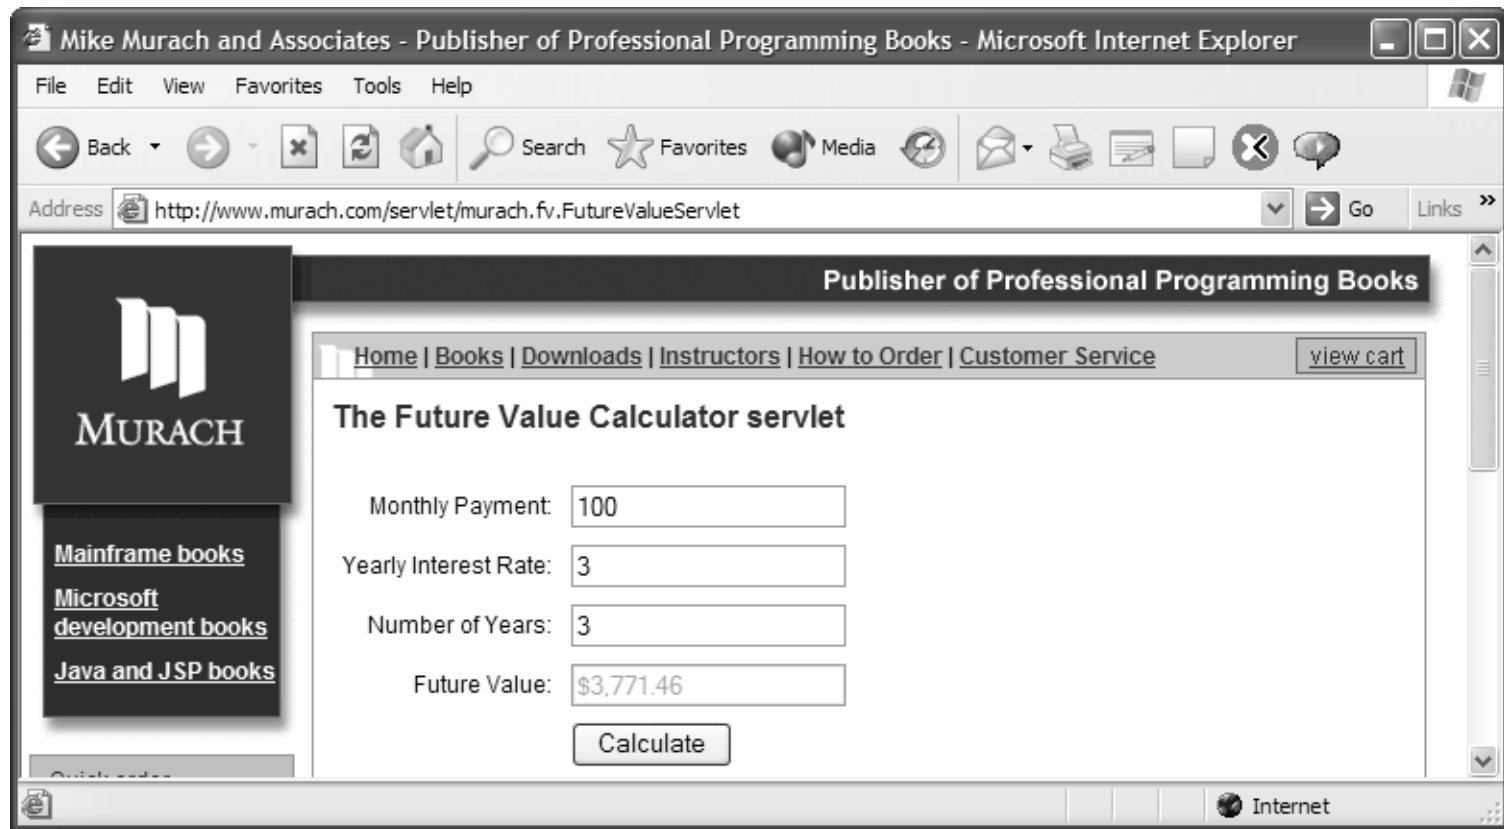 Mike Murach and Associates - Publisher of Professional Programming Books - Microsoft Internet Explorer
File Edit View Favorites Tools Help
Back Search Favorites Media
Address http://www.murach.com/servlet/murach.fv.FutureValueServlet Go Links »
Publisher of Professional Programming Books
MURACH
Home | Books | Downloads | Instructors | How to Order | Customer Service view cart
The Future Value Calculator servlet
Monthly Payment: 100
Yearly Interest Rate: 3
Number of Years: 3
Future Value: $3,771.46
Calculate
Mainframe books
Microsoft
development books
Java and JSP books
Internet